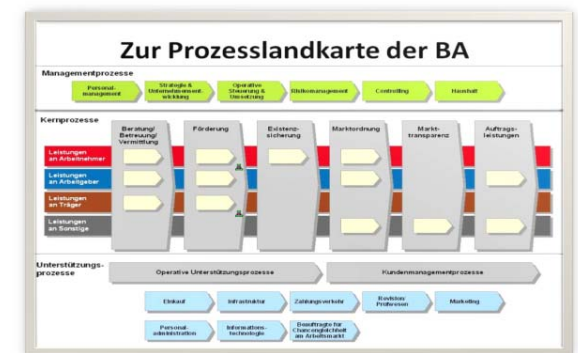 Zur Prozesslandkarte der BA
Managementprozesse
Personal-
management
Strategie &
Unternehmensent-
wicklung
Operative
Steuerung &
Umsetzung
Risikomanagement
Controlling
Haushalt
Kernprozesse
Beratung/
Betreuung/
Vermittlung
Förderung
Existenz-
sicherung
Marktordnung
Markt-
transparenz
Auftrags-
leistungen
Leistungen
an Arbeitnehmer
Leistungen
an Arbeitgeber
Leistungen
an Träger
Leistungen
an Sonstige
Unterstützungs-
prozesse
Operative Unterstützungsprozesse
Kundenmanagementprozesse
Einkauf
Infrastruktur
Zahlungsverkehr
Revision/
Prüfwesen
Marketing
Personal-
administration
Informations-
technologie
Beauftragte für
Chancengleichheit
am Arbeitsmarkt